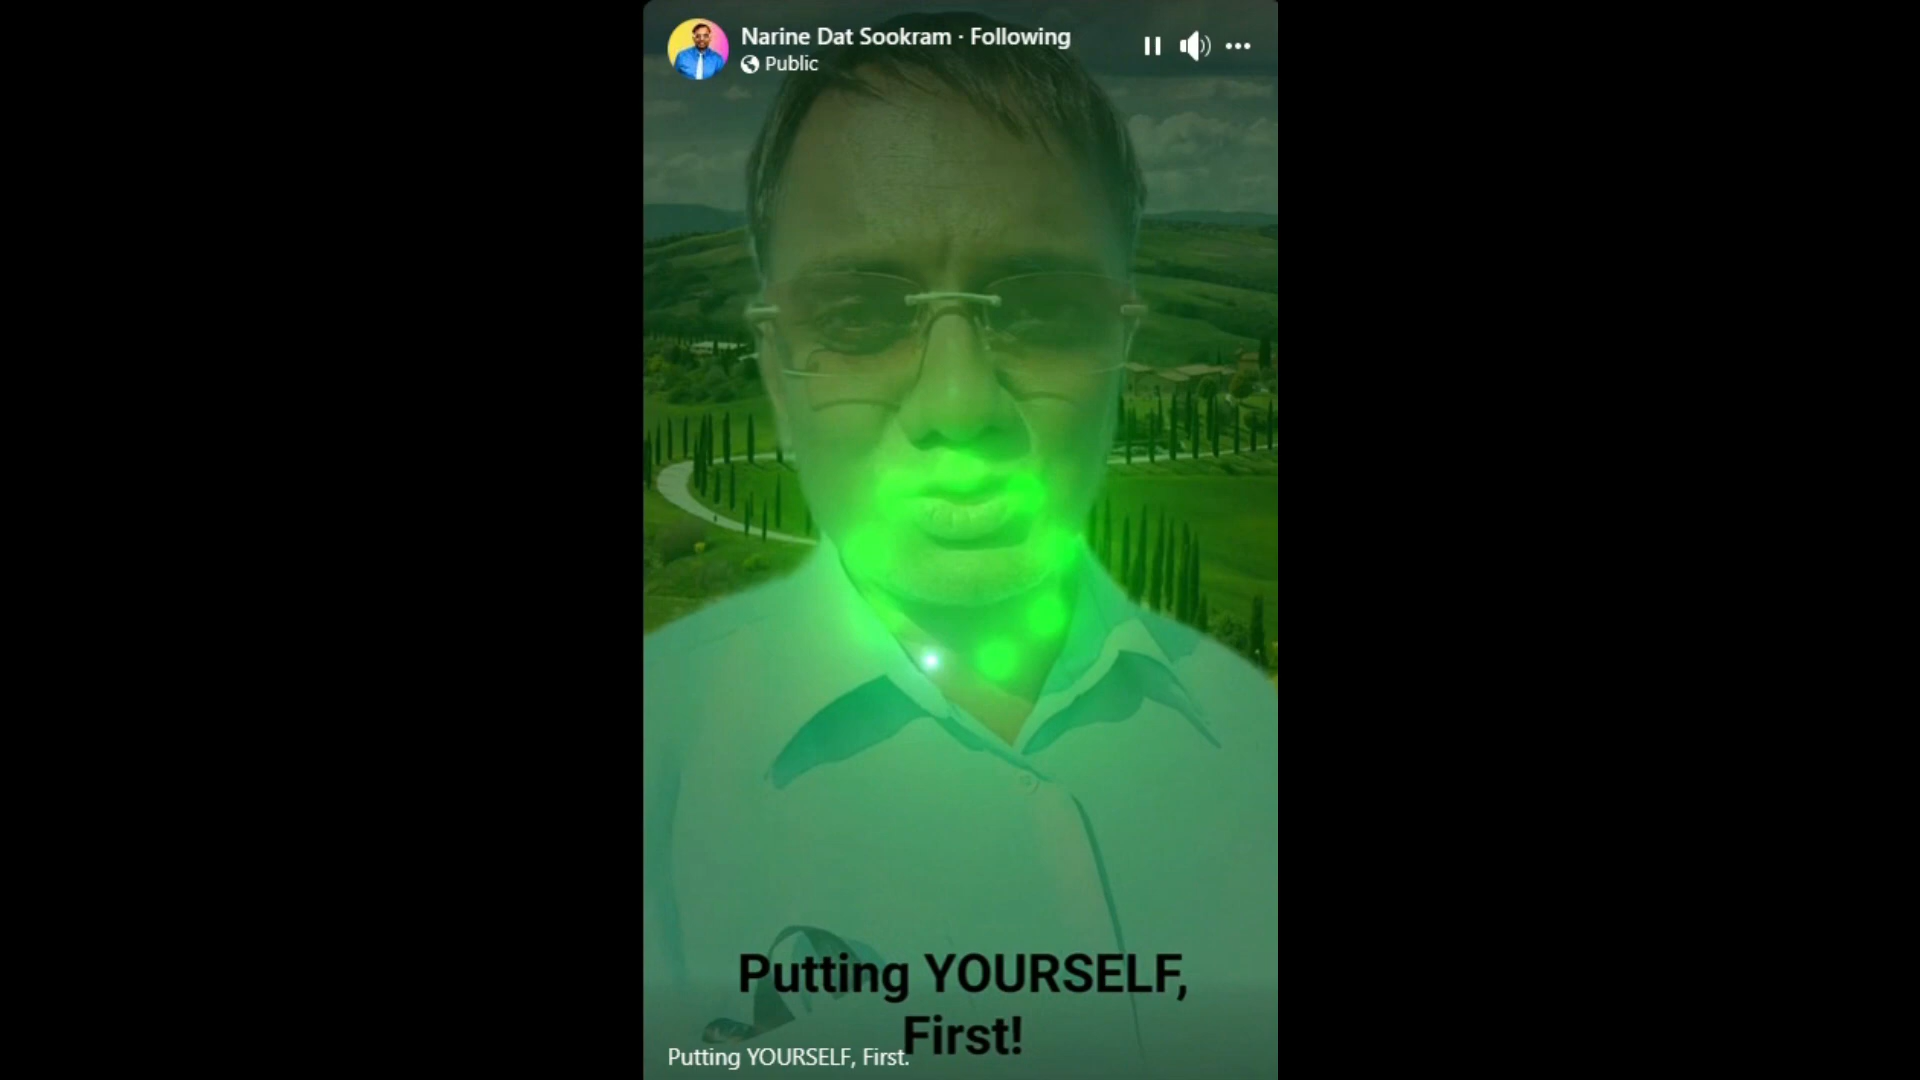 Narine Dat Sookram · Following
Public
Putting YOURSELF,
First!
Putting YOURSELF, First.